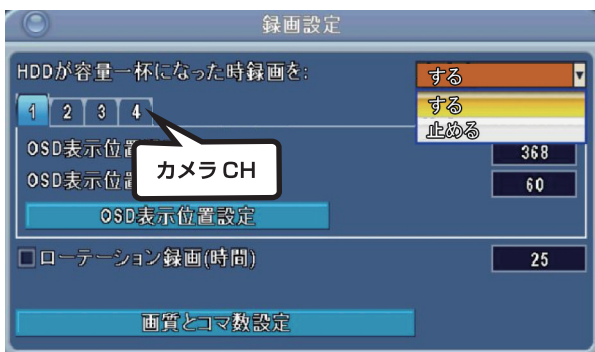 録画設定
HDDが容量一杯になった時録画を: する
する
止める
1 2 3 4
カメラCH
OSD表示位置 368
OSD表示位置 60
OSD表示位置設定
ローテーション録画(時間) 25
画質とコマ数設定